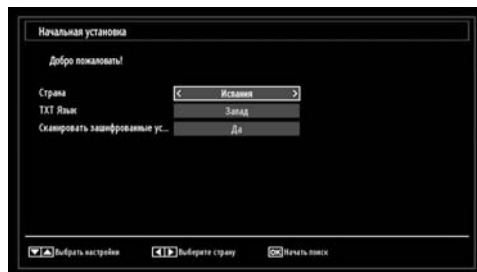 Начальная установка
Добро пожаловать!
Страна < Испания >
TXT Язык Запад
Сканировать зашифрованные ус... Да
Выбрать настройки Выберите страну OK Начать поиск